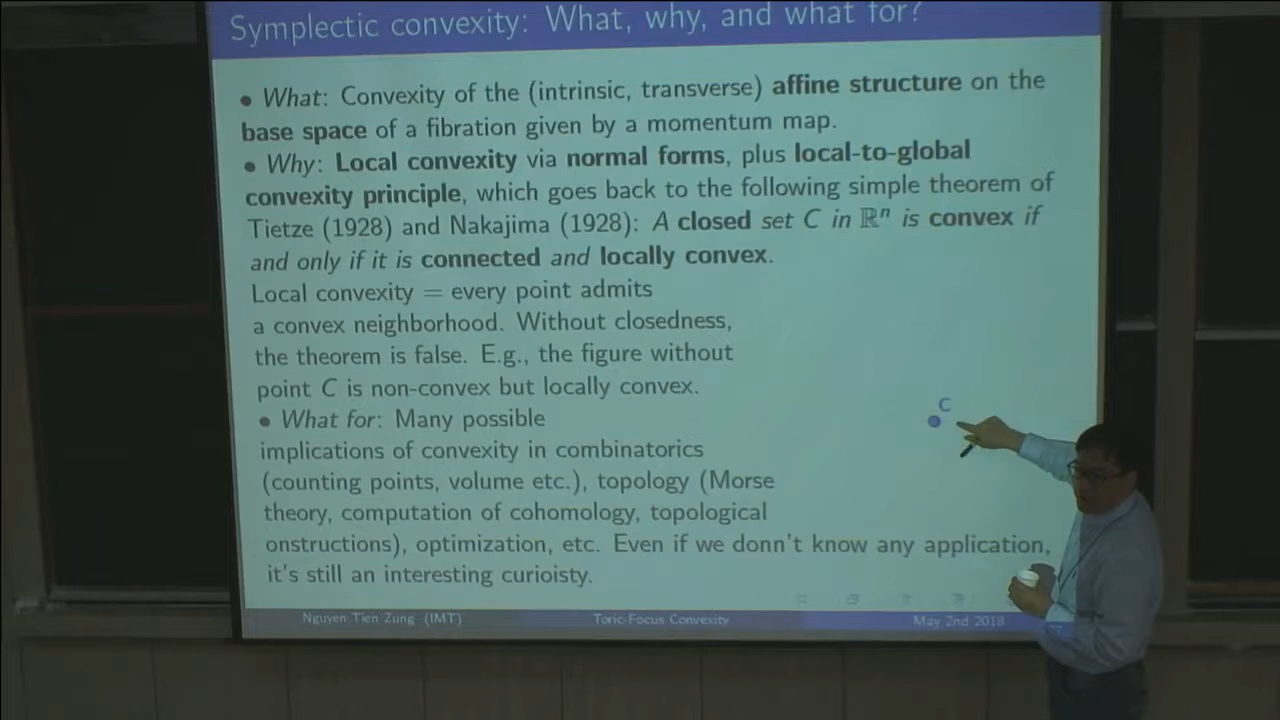 Symplectic convexity: What, why, and what for?
• What: Convexity of the (intrinsic, transverse) affine structure on the
base space of a fibration given by a momentum map.
• Why: Local convexity via normal forms, plus local-to-global
convexity principle, which goes back to the following simple theorem of
Tietze (1928) and Nakajima (1928): A closed set C in ℝⁿ is convex if
and only if it is connected and locally convex.
Local convexity = every point admits
a convex neighborhood. Without closedness,
the theorem is false. E.g., the figure without
point C is non-convex but locally convex.
C
• What for: Many possible
implications of convexity in combinatorics
(counting points, volume etc.), topology (Morse
theory, computation of cohomology, topological
onstructions), optimization, etc. Even if we donn't know any application,
it's still an interesting curioisty.
Nguyen Tien Zung (IMT) Toric-Focus Convexity May 2nd 2018